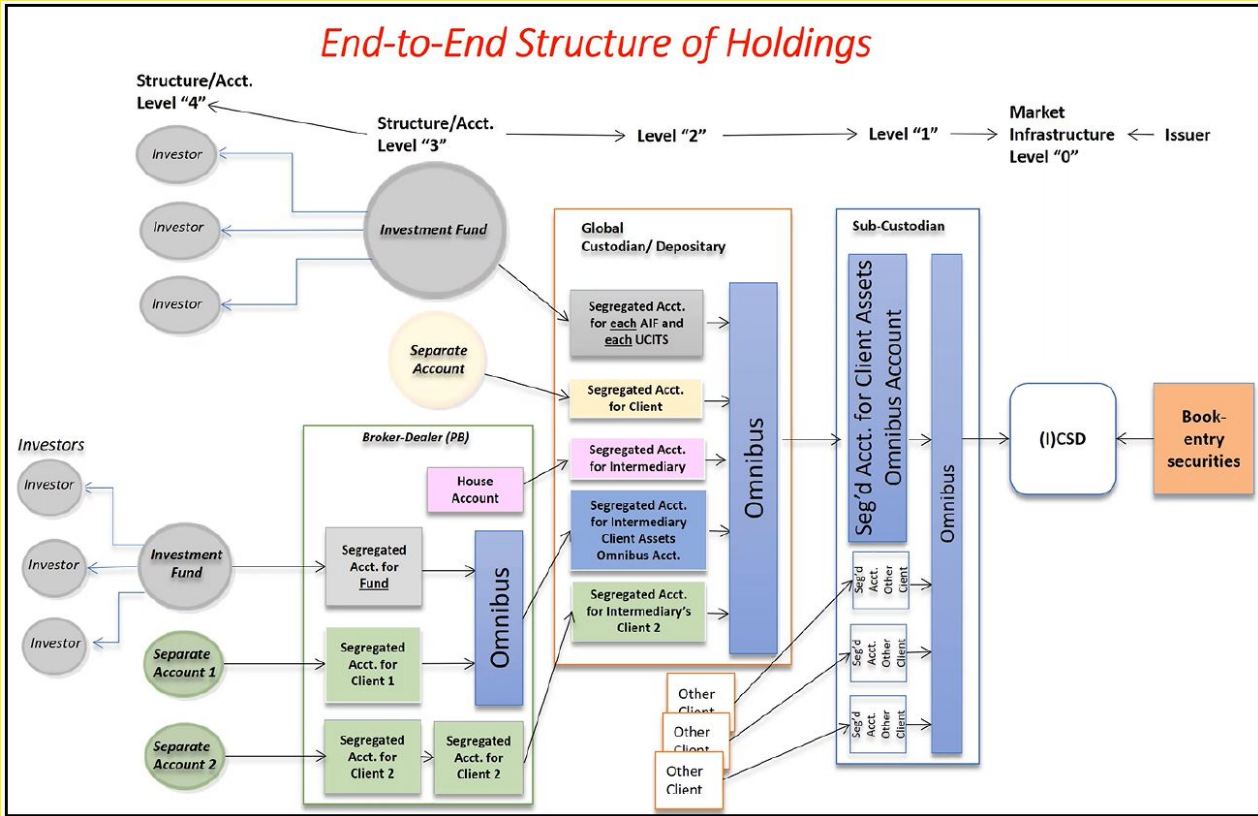 End-to-End Structure of Holdings
Structure/Acct.
Level “4”
Structure/Acct.
Level “3”
Level “2”
Level “1”
Market
Infrastructure
Level “0”
Issuer
Investor
Investor
Investor
Investment Fund
Separate
Account
Global
Custodian/ Depositary
Segregated Acct.
for each AIF and
each UCITS
Segregated Acct.
for Client
Segregated Acct.
for Intermediary
Segregated Acct.
for Intermediary
Client Assets
Omnibus Acct.
Segregated Acct.
for Intermediary’s
Client 2
Omnibus
Sub-Custodian
Seg’d Acct. for Client Assets
Omnibus Account
Omnibus
Seg’d
Acct.
Other
Cient
Seg’d
Acct.
Other
Client
Seg’d
Acct.
Other
Client
(I)CSD
Book-
entry
securities
Investors
Investor
Investor
Investor
Investment
Fund
Separate
Account 1
Separate
Account 2
Broker-Dealer (PB)
House
Account
Segregated
Acct. for
Fund
Segregated
Acct. for
Client 1
Segregated
Acct. for
Client 2
Segregated
Acct. for
Client 2
Omnibus
Other
Client
Other
Client
Other
Client